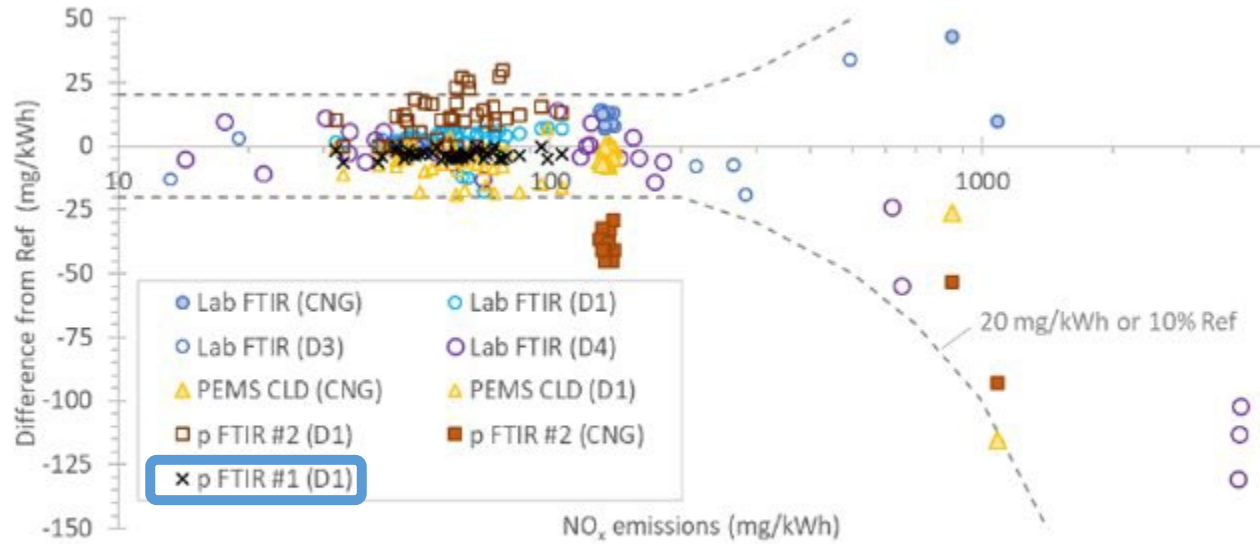 50
25
0
10 100 1000
-25
-50
-75
-100
-125
-150
Difference from Ref (mg/kWh)
NOx emissions (mg/kWh)
20 mg/kWh or 10% Ref
Lab FTIR (CNG) Lab FTIR (D1)
Lab FTIR (D3) Lab FTIR (D4)
PEMS CLD (CNG) PEMS CLD (D1)
p FTIR #2 (D1) p FTIR #2 (CNG)
p FTIR #1 (D1)